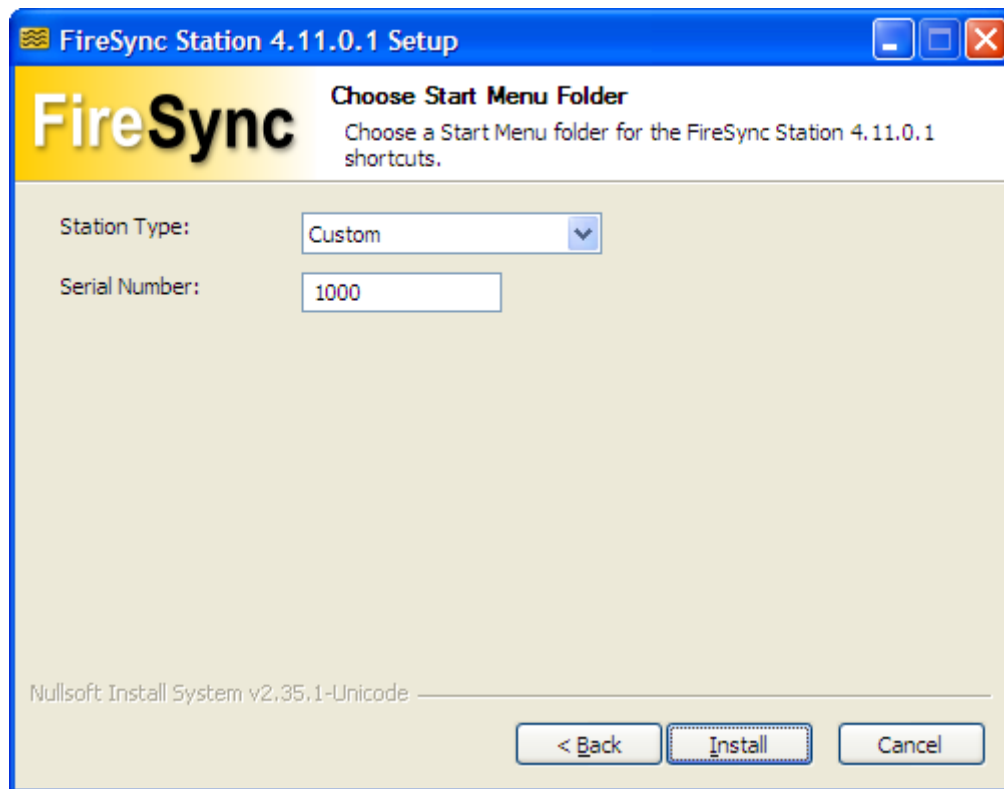 FireSync Station 4.11.0.1 Setup
FireSync
Choose Start Menu Folder
Choose a Start Menu folder for the FireSync Station 4.11.0.1
shortcuts.
Station Type:
Custom
Serial Number:
1000
Nullsoft Install System v2.35.1-Unicode
< Back
Install
Cancel